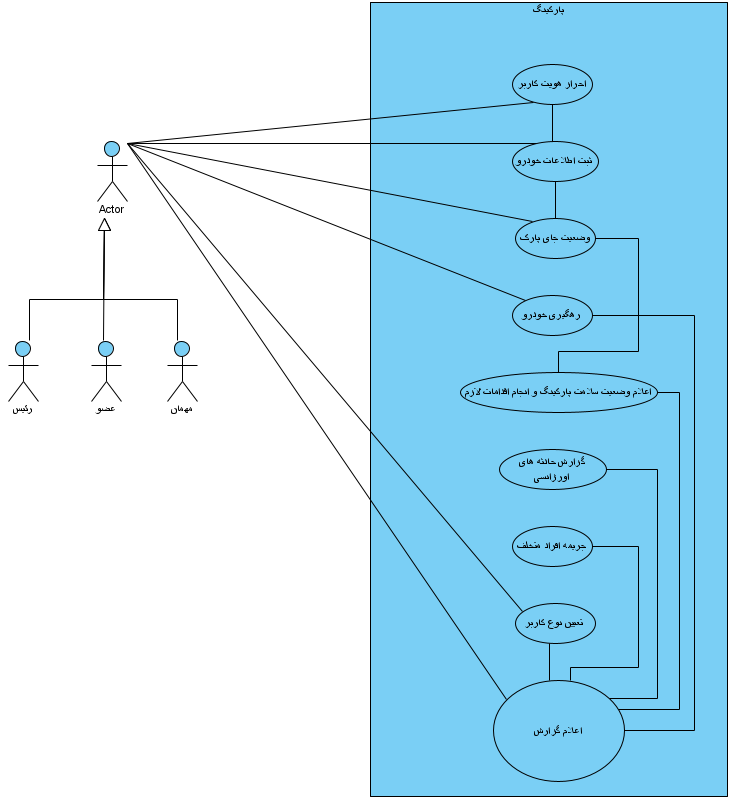 پارکینگ
احراز هویت کاربر
ثبت اطلاعات خودرو
Actor
وضعیت جای پارک
رهگیری خودرو
رئیس
عضو
مهمان
اعلام وضعیت سلامت پارکینگ و انجام اقدامات لازم
گزارش حادثه های
اورژانسی
جریمه افراد متخلف
تعیین نوع کاربر
اعلام گزارش